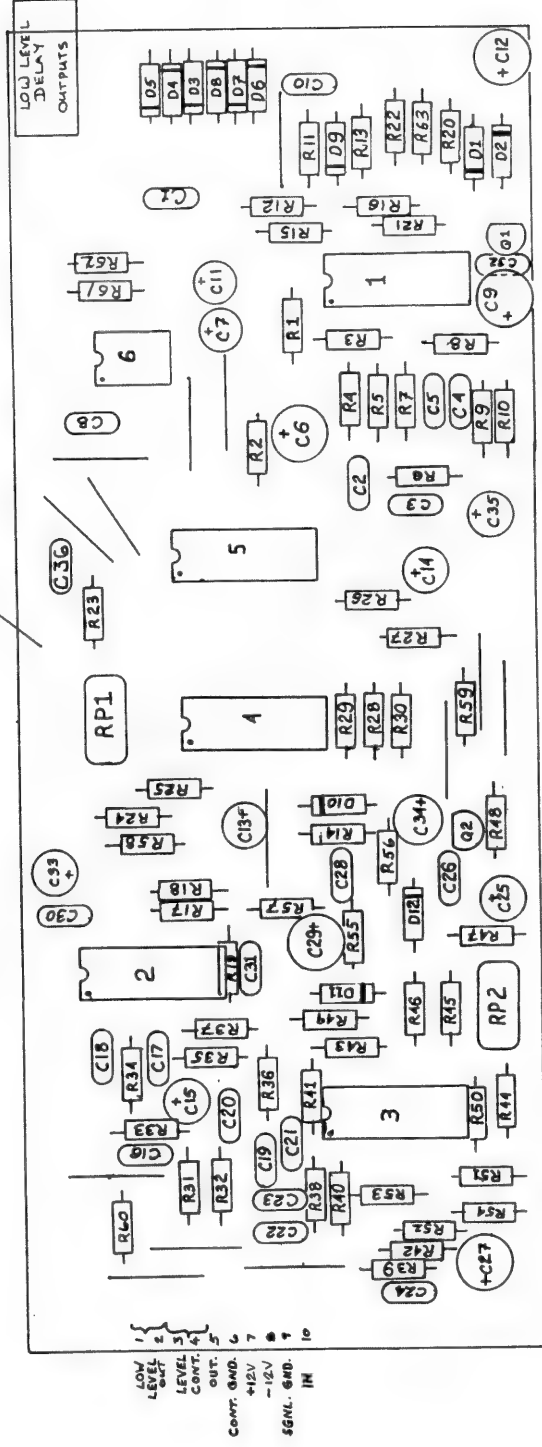 LOW LEVEL
DELAY
OUTPUTS
+C12
D5
D4
D3
D8
D7
D6
C10
R11
D9
R13
R22
R63
R20
D1
D2
C1
R12
R15
R16
R21
Q1
C32
+C9
R62
R61
+C11
+C7
R1
1
R3
R8
6
C8
R2
+C6
R4
R5
R7
C5
C4
R9
R10
C2
C3
+C35
5
C36
R23
+C14
R26
R27
RP1
4
R29
R28
R30
R59
R25
R24
R58
C13+
D10
R14
C34+
R56
Q2
R48
+C25
C26
C28
D12
R47
C30
R18
R17
R57
C29+
R55
2
R19
C31
D11
R49
R43
R46
R45
RP2
C18
R34
C17
R37
R35
+C15
C20
R36
R41
3
R50
R44
R33
C16
R31
R32
C19
C21
C23
C22
R38
R40
R53
R51
R54
R52
R42
R39
C24
+C27
R60
LOW LEVEL OUT
1
2
LEVEL CONT.
3
4
OUT. 5
CONT. GND. 6
+12V 7
-12V
SGNL. GND. 9
IN 10